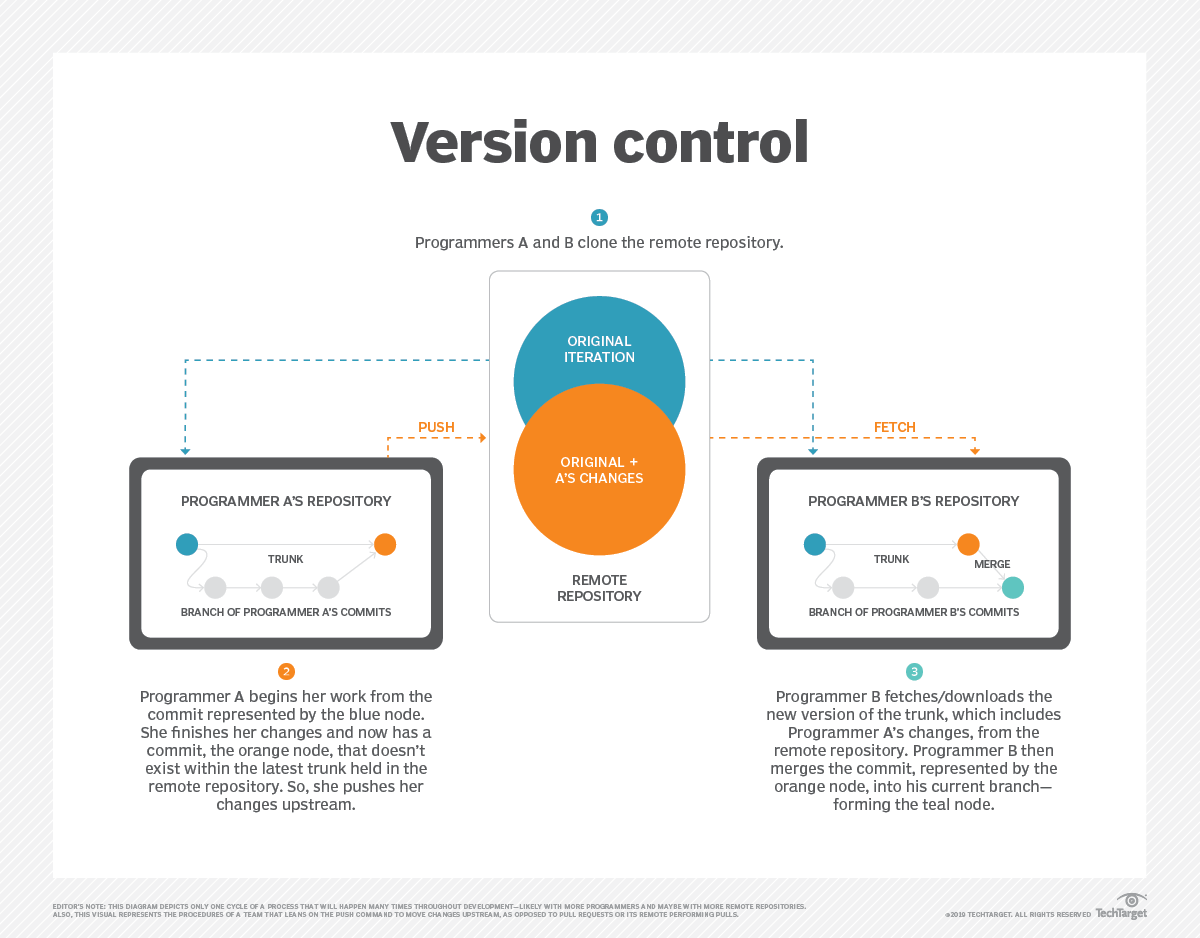 Version control
1
Programmers A and B clone the remote repository.
ORIGINAL
ITERATION
PUSH
FETCH
ORIGINAL +
A'S CHANGES
REMOTE
REPOSITORY
PROGRAMMER A'S REPOSITORY
TRUNK
BRANCH OF PROGRAMMER A'S COMMITS
PROGRAMMER B'S REPOSITORY
TRUNK
MERGE
BRANCH OF PROGRAMMER B'S COMMITS
2
Programmer A begins her work from the
commit represented by the blue node.
She finishes her changes and now has a
commit, the orange node, that doesn't
exist within the latest trunk held in the
remote repository. So, she pushes her
changes upstream.
3
Programmer B fetches/downloads the
new version of the trunk, which includes
Programmer A's changes, from the
remote repository. Programmer B then
merges the commit, represented by the
orange node, into his current branch—
forming the teal node.
EDITOR'S NOTE: THIS DIAGRAM DEPICTS ONLY ONE CYCLE OF A PROCESS THAT WILL HAPPEN MANY TIMES THROUGHOUT DEVELOPMENT—LIKELY WITH MORE PROGRAMMERS AND MAYBE WITH MORE REMOTE REPOSITORIES.
ALSO, THIS VISUAL REPRESENTS THE PROCEDURES OF A TEAM THAT LEANS ON THE PUSH COMMAND TO MOVE CHANGES UPSTREAM, AS OPPOSED TO PULL REQUESTS OR ITS REMOTE PERFORMING PULLS.
©2019 TECHTARGET. ALL RIGHTS RESERVED
TechTarget